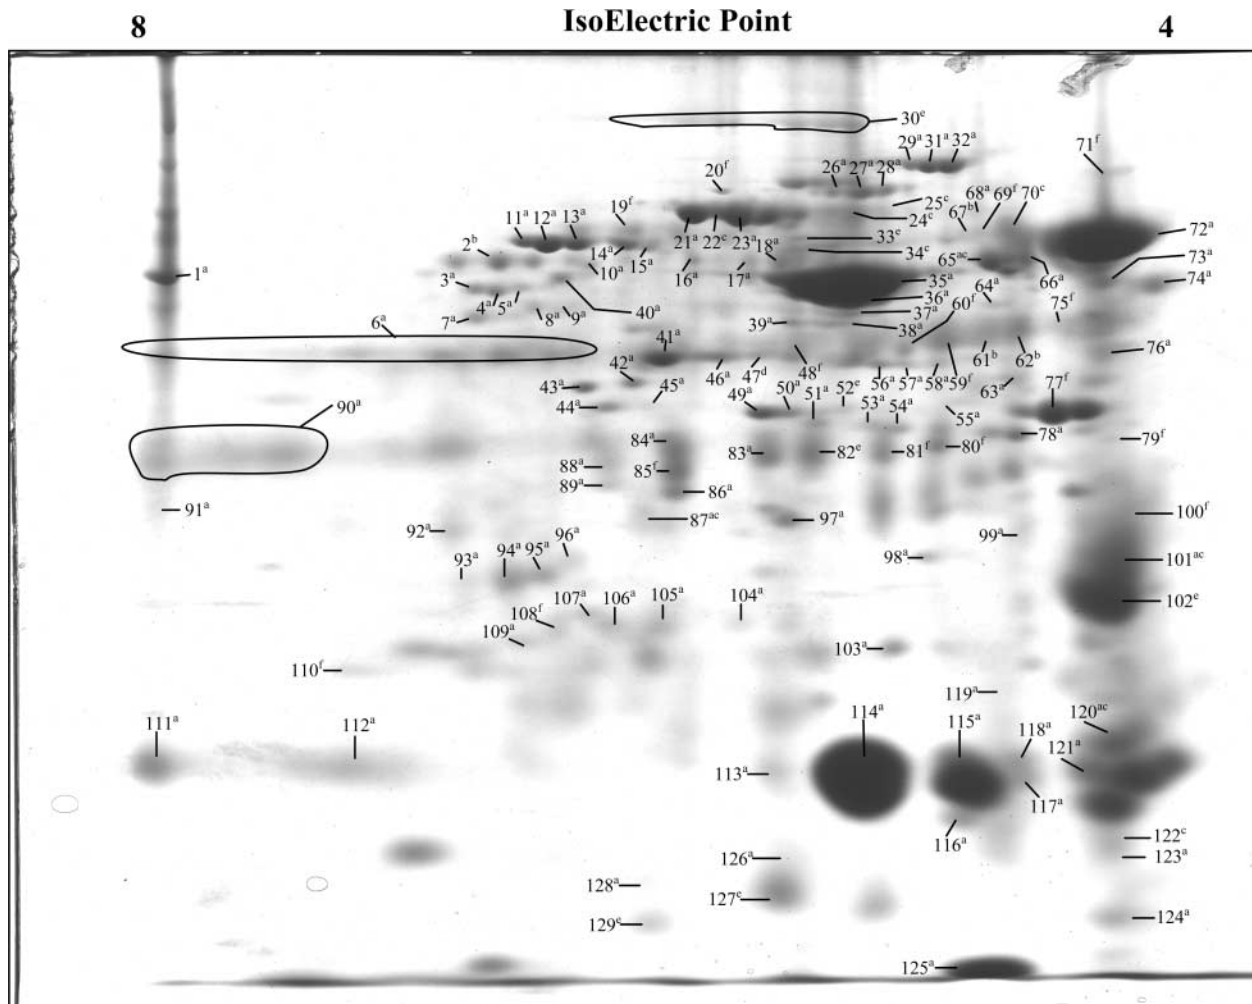 IsoElectric Point
8
4
30ᵉ
29ᵃ 31ᵃ 32ᵃ
71ᶠ
20ᶠ
26ᵃ 27ᵃ 28ᵃ
25ᶜ
68ᵃ 69ᶠ 70ᶜ
67ᵇ
24ᶜ
11ᵃ 12ᵃ 13ᵃ
19ᶠ
72ᵃ
21ᵃ 22ᶜ 23ᵃ 18ᵃ
33ᵉ
2ᵇ
14ᵃ
15ᵃ
34ᶜ
65ᵃᶜ
73ᵃ
1ᵃ
10ᵃ
16ᵃ
17ᵃ
35ᵃ
66ᵃ
74ᵃ
3ᵃ
36ᵃ
64ᵃ
4ᵃ 5ᵃ
40ᵃ
37ᵃ
60ᶠ
75ᶠ
7ᵃ
8ᵃ 9ᵃ
39ᵃ
38ᵃ
6ᵃ
41ᵃ
76ᵃ
42ᵃ
46ᵃ 47ᵈ
48ᶠ
56ᵃ 57ᵃ 58ᵃ 59ᶠ
61ᵇ
62ᵇ
63ᵃ
43ᵃ
45ᵃ
77ᶠ
44ᵃ
49ᵃ 50ᵃ 51ᵃ 52ᵉ
53ᵃ 54ᵃ
55ᵃ
90ᵃ
84ᵃ
78ᵃ
79ᶠ
83ᵃ
82ᵉ
81ᶠ
80ᶠ
88ᵃ
85ᶠ
89ᵃ
86ᵃ
91ᵃ
87ᵃᶜ
97ᵃ
100ᶠ
92ᵃ
99ᵃ
93ᵃ
94ᵃ 95ᵃ 96ᵃ
98ᵃ
101ᵃᶜ
102ᵉ
107ᵃ 106ᵃ 105ᵃ
104ᵃ
108ᶠ
109ᵃ
103ᵃ
110ᶠ
119ᵃ
111ᵃ
112ᵃ
114ᵃ
115ᵃ
118ᵃ
120ᵃᶜ
121ᵃ
113ᵃ
117ᵃ
116ᵃ
122ᶜ
123ᵃ
126ᵃ
128ᵃ
127ᶜ
129ᵉ
124ᵃ
125ᵃ